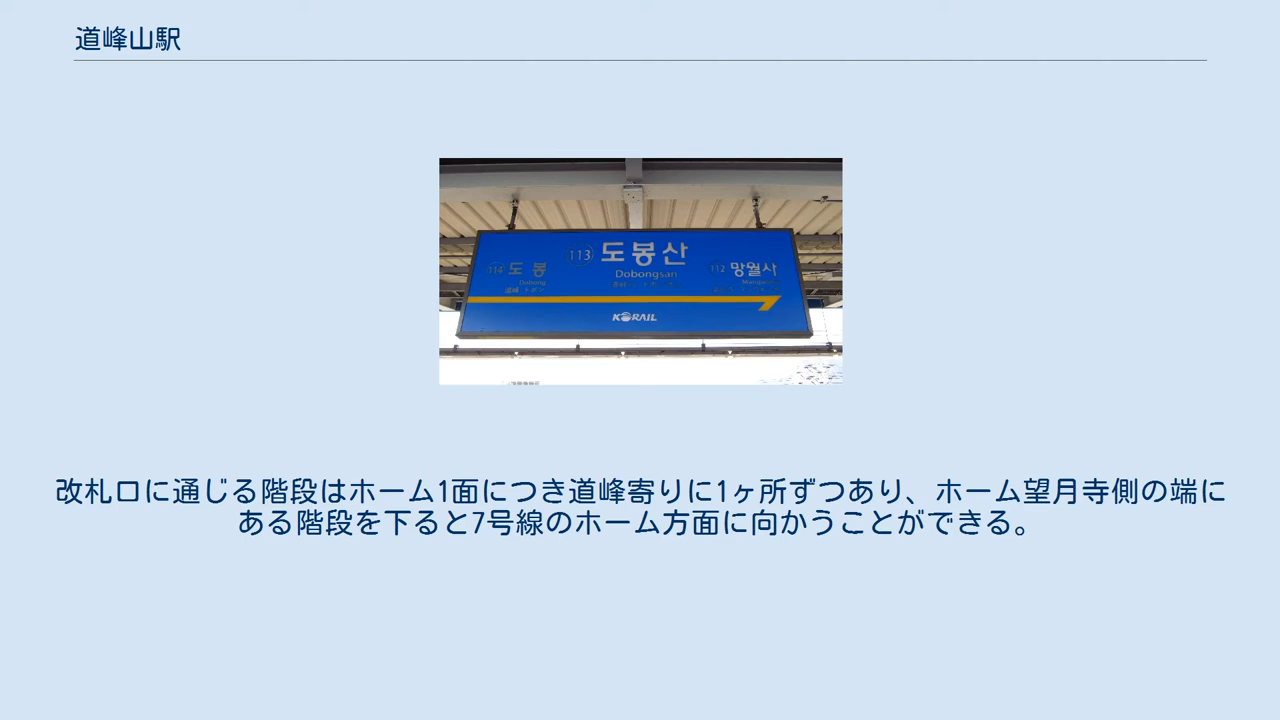 道峰山駅
113 도봉산
114 도봉
112 망월사
Dobongsan
Dobong
KORAIL
改札口に通じる階段はホーム1面につき道峰寄りに1ヶ所ずつあり、ホーム望月寺側の端に
ある階段を下ると7号線のホーム方面に向かうことができる。